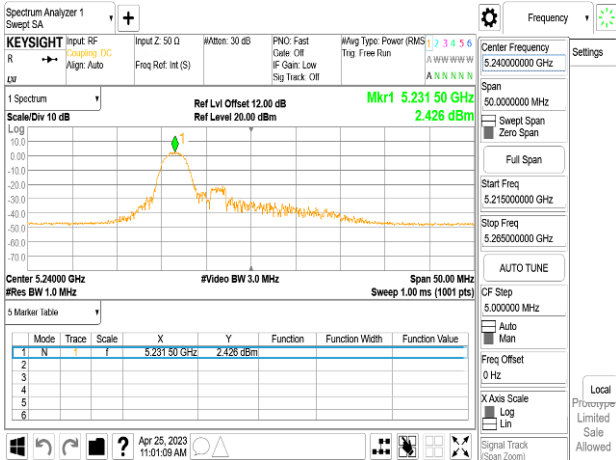 Spectrum Analyzer 1
Swept SA
+
Frequency
KEYSIGHT
R
Input: RF
Coupling: DC
Align: Auto
Input Z: 50 Ω
Freq Ref: Int (S)
#Atten: 30 dB
PNO: Fast
Gate: Off
IF Gain: Low
Sig Track: Off
#Avg Type: Power (RMS
Trig: Free Run
1 2 3 4 5 6
A W W W W W
A N N N N N
1 Spectrum
Scale/Div 10 dB
Ref Lvl Offset 12.00 dB
Ref Level 20.00 dBm
Mkr1 5.231 50 GHz
2.426 dBm
Log
10.0
0.00
-10.0
-20.0
-30.0
-40.0
-50.0
-60.0
-70.0
1
Center 5.24000 GHz
#Res BW 1.0 MHz
#Video BW 3.0 MHz
Span 50.00 MHz
Sweep 1.00 ms (1001 pts)
5 Marker Table
Mode Trace Scale X Y Function Function Width Function Value
1 N 1 f 5.231 50 GHz 2.426 dBm
2
3
4
5
6
Apr 25, 2023
11:01:09 AM
?
Center Frequency
5.240000000 GHz
Settings
Span
50.0000000 MHz
Swept Span
Zero Span
Full Span
Start Freq
5.215000000 GHz
Stop Freq
5.265000000 GHz
AUTO TUNE
CF Step
5.000000 MHz
Auto
Man
Freq Offset
0 Hz
X Axis Scale
Log
Lin
Signal Track
(Span Zoom)
Local
Prototype
Limited
Sale
Allowed